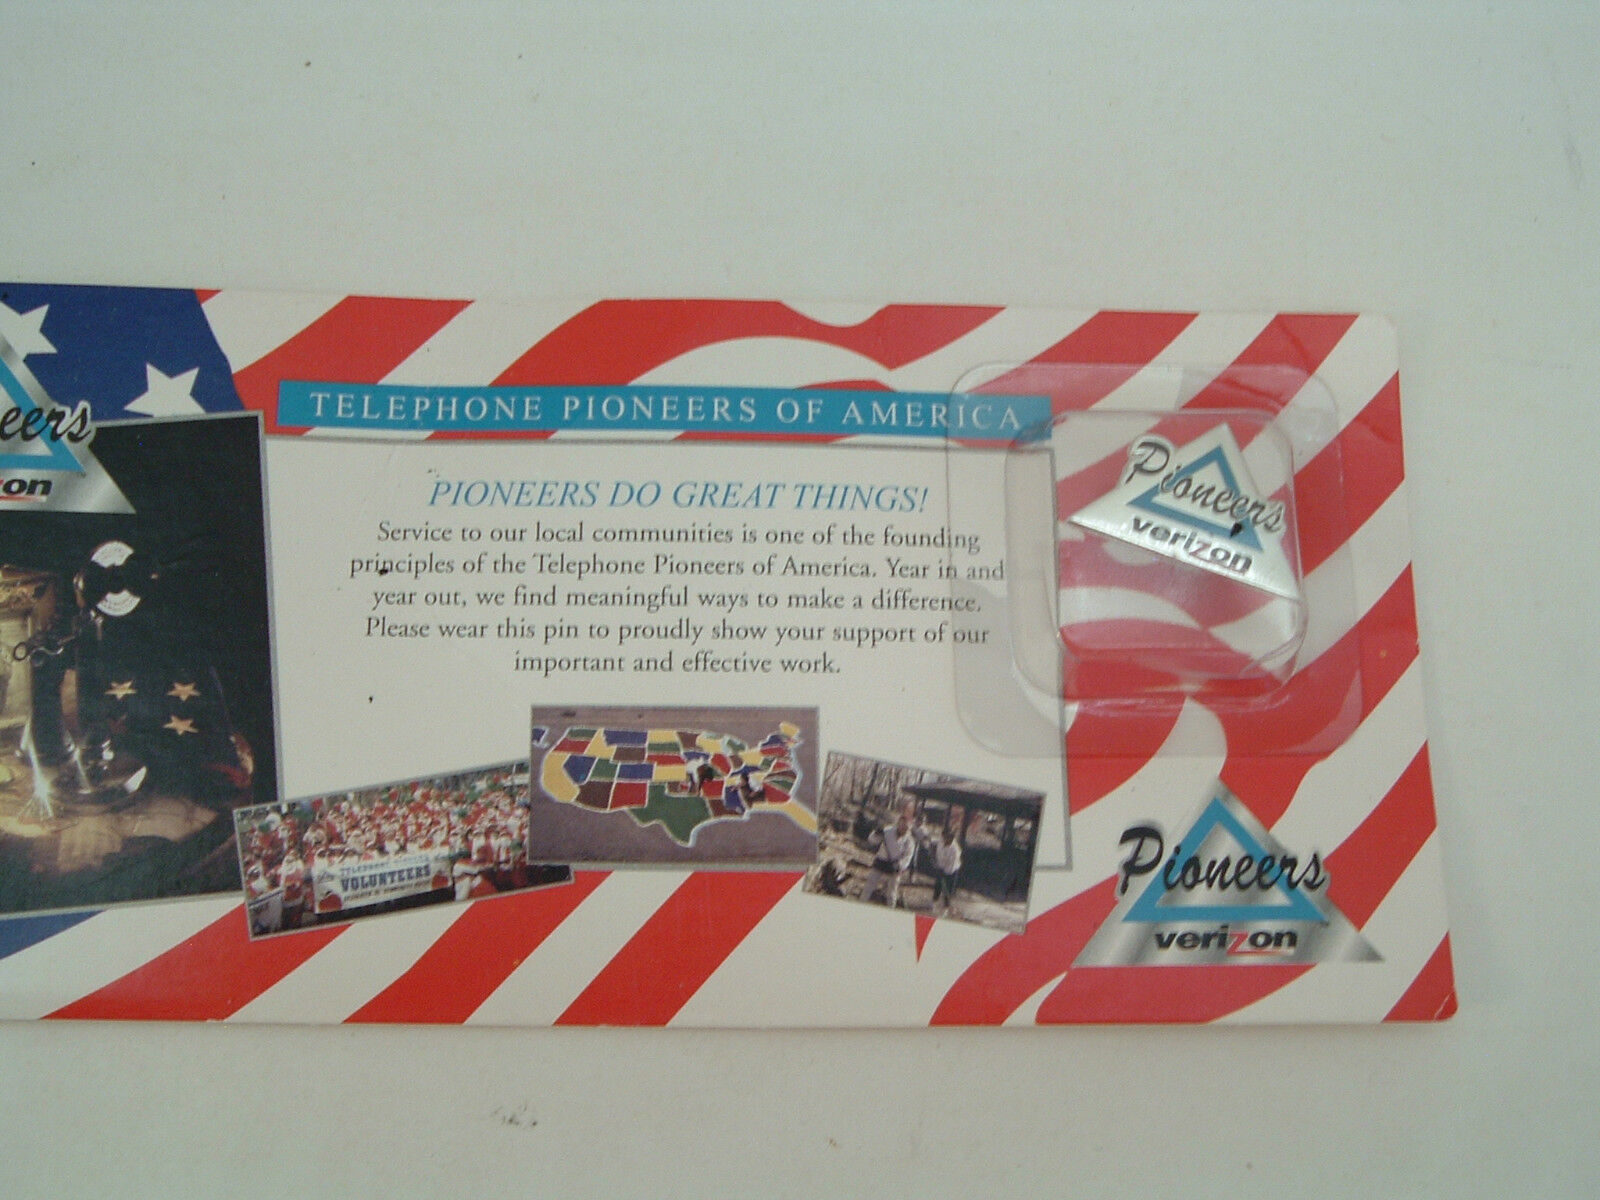 eers
zon
TELEPHONE PIONEERS OF AMERICA
PIONEERS DO GREAT THINGS!
Service to our local communities is one of the founding
principles of the Telephone Pioneers of America. Year in and
year out, we find meaningful ways to make a difference.
Please wear this pin to proudly show your support of our
important and effective work.
Pioneers
verizon
VOLUNTEERS
Pioneers
verizon